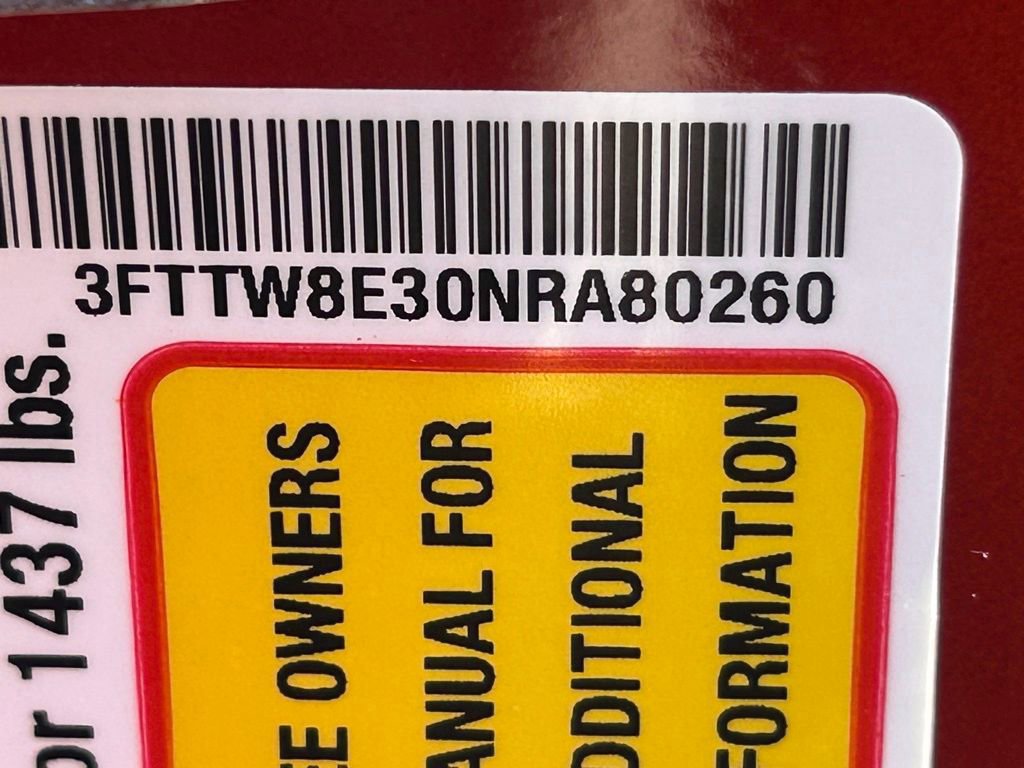 3FTTW8E30NRA80260
or 1437 lbs.
EE OWNERS
ANUAL FOR
DDITIONAL
FORMATION